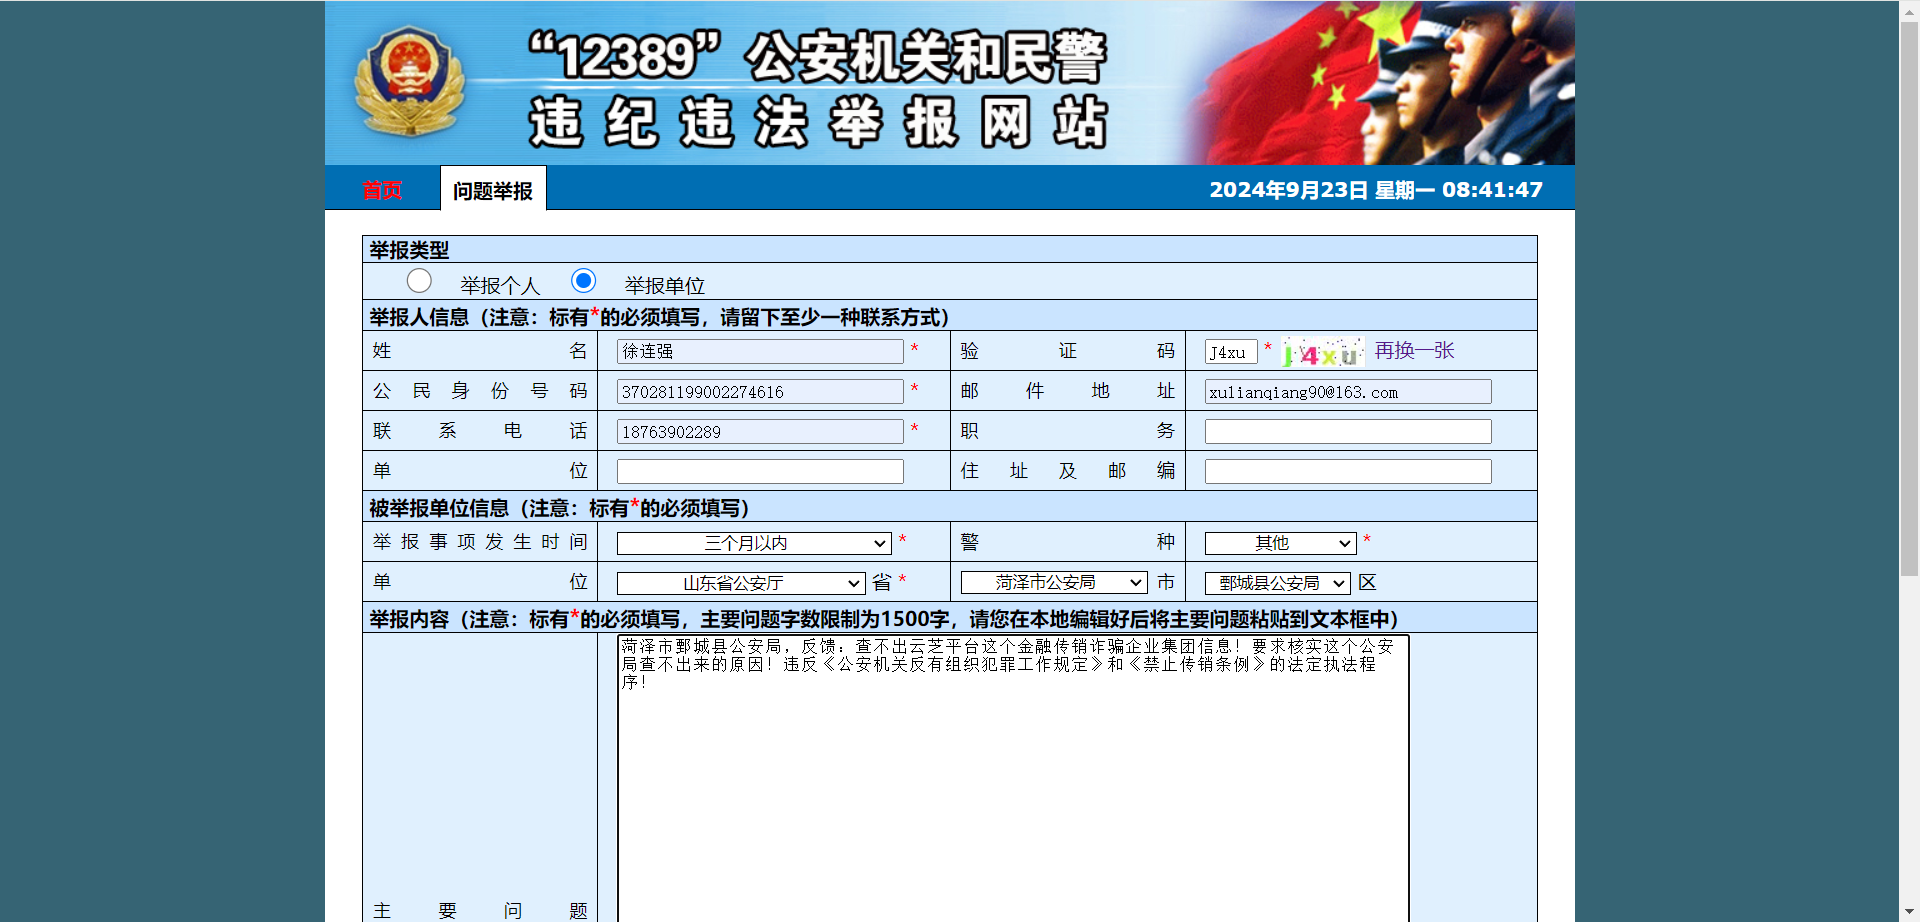 “12389”公安机关和民警
违纪违法举报网站
首页 问题举报 2024年9月23日 星期一 08:41:47
举报类型
举报个人 举报单位
举报人信息（注意：标有*的必须填写，请留下至少一种联系方式）
姓名 徐连强 * 验证码 J4xu * j4xu 再换一张
公民身份号码 370281199002274616 * 邮件地址 xulianqiang90@163.com
联系电话 18763902289 * 职务
单位 住址及邮编
被举报单位信息（注意：标有*的必须填写）
举报事项发生时间 三个月以内 * 警种 其他 *
单位 山东省公安厅 省 * 菏泽市公安局 市 鄄城县公安局 区
举报内容（注意：标有*的必须填写，主要问题字数限制为1500字，请您在本地编辑好后将主要问题粘贴到文本框中）
菏泽市鄄城县公安局，反馈：查不出云芝平台这个金融传销诈骗企业集团信息！要求核实这个公安
局查不出来的原因！违反《公安机关反有组织犯罪工作规定》和《禁止传销条例》的法定执法程
序！
主要问题